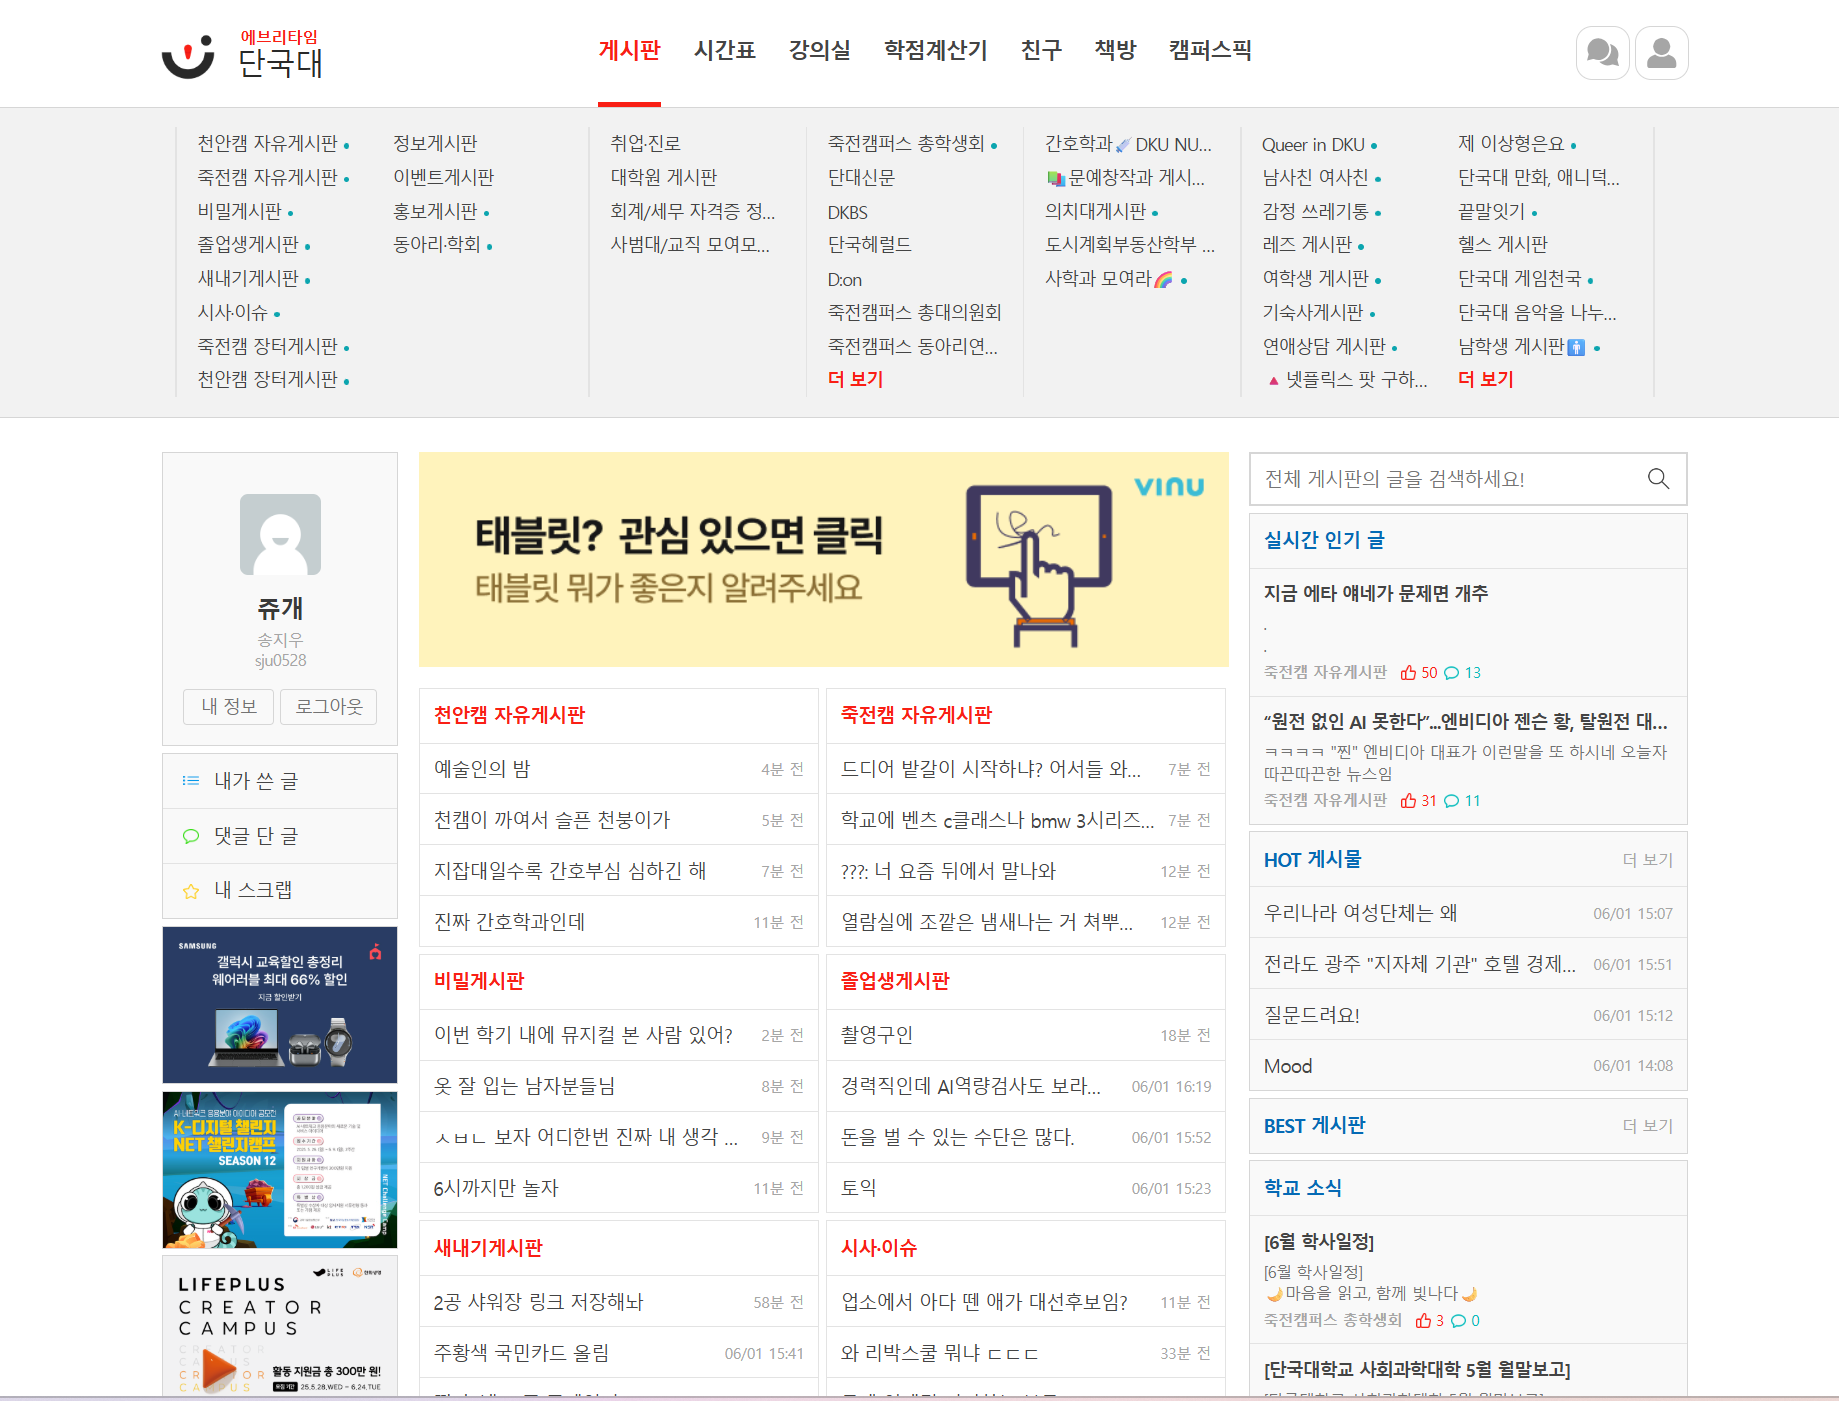 에브리타임
단국대
게시판 시간표 강의실 학점계산기 친구 책방 캠퍼스픽
천안캠 자유게시판
죽전캠 자유게시판
비밀게시판
졸업생게시판
새내기게시판
시사·이슈
죽전캠 장터게시판
천안캠 장터게시판
정보게시판
이벤트게시판
홍보게시판
동아리·학회
취업·진로
대학원 게시판
회계/세무 자격증 정...
사범대/교직 모여모...
죽전캠퍼스 총학생회
단대신문
DKBS
단국헤럴드
D:on
죽전캠퍼스 총대의원회
죽전캠퍼스 동아리연...
더 보기
간호학과💉DKU NU...
📚문예창작과 게시...
의치대게시판
도시계획부동산학부 ...
사학과 모여라🌈
Queer in DKU
남사친 여사친
감정 쓰레기통
레즈 게시판
여학생 게시판
기숙사게시판
연애상담 게시판
🔺넷플릭스 팟 구하...
제 이상형은요
단국대 만화, 애니덕...
끝말잇기
헬스 게시판
단국대 게임천국
단국대 음악을 나누...
남학생 게시판🚹
더 보기
쥬개
송지우
sju0528
내 정보 로그아웃
내가 쓴 글
댓글 단 글
내 스크랩
SAMSUNG
갤럭시 교육할인 총정리
웨어러블 최대 66% 할인
지금 할인받기
AI·네트워크 응용분야 아이디어 공모전
K-디지털 챌린지
NET 챌린지캠프
SEASON 12
NET Challenge Camp
LIFEPLUS
CREATOR
CAMPUS
활동 지원금 총 300만 원!
모집 기간 25.5.28.WED – 6.24.TUE
vinu
태블릿? 관심 있으면 클릭
태블릿 뭐가 좋은지 알려주세요
천안캠 자유게시판
예술인의 밤 4분 전
천캠이 까여서 슬픈 천붕이가 5분 전
지잡대일수록 간호부심 심하긴 해 7분 전
진짜 간호학과인데 11분 전
죽전캠 자유게시판
드디어 밭갈이 시작하냐? 어서들 와... 7분 전
학교에 벤츠 c클래스나 bmw 3시리즈... 7분 전
???: 너 요즘 뒤에서 말나와 12분 전
열람실에 조깥은 냄새나는 거 쳐뿌... 12분 전
비밀게시판
이번 학기 내에 뮤지컬 본 사람 있어? 2분 전
옷 잘 입는 남자분들님 8분 전
ㅅㅂㄴ 보자 어디한번 진짜 내 생각 ... 9분 전
6시까지만 놀자 11분 전
졸업생게시판
촬영구인 18분 전
경력직인데 AI역량검사도 보라... 06/01 16:19
돈을 벌 수 있는 수단은 많다. 06/01 15:52
토익 06/01 15:23
새내기게시판
2공 샤워장 링크 저장해놔 58분 전
주황색 국민카드 올림 06/01 15:41
시사·이슈
업소에서 아다 뗀 애가 대선후보임? 11분 전
와 리박스쿨 뭐냐 ㄷㄷㄷ 33분 전
전체 게시판의 글을 검색하세요!
실시간 인기 글
지금 에타 얘네가 문제면 개추
.
.
죽전캠 자유게시판 50 13
“원전 없인 AI 못한다”...엔비디아 젠슨 황, 탈원전 대...
ㅋㅋㅋㅋ "찐" 엔비디아 대표가 이런말을 또 하시네 오늘자
따끈따끈한 뉴스임
죽전캠 자유게시판 31 11
HOT 게시물 더 보기
우리나라 여성단체는 왜 06/01 15:07
전라도 광주 "지자체 기관" 호텔 경제... 06/01 15:51
질문드려요! 06/01 15:12
Mood 06/01 14:08
BEST 게시판 더 보기
학교 소식
[6월 학사일정]
[6월 학사일정]
🌙마음을 읽고, 함께 빛나다🌙
죽전캠퍼스 총학생회 3 0
[단국대학교 사회과학대학 5월 월말보고]